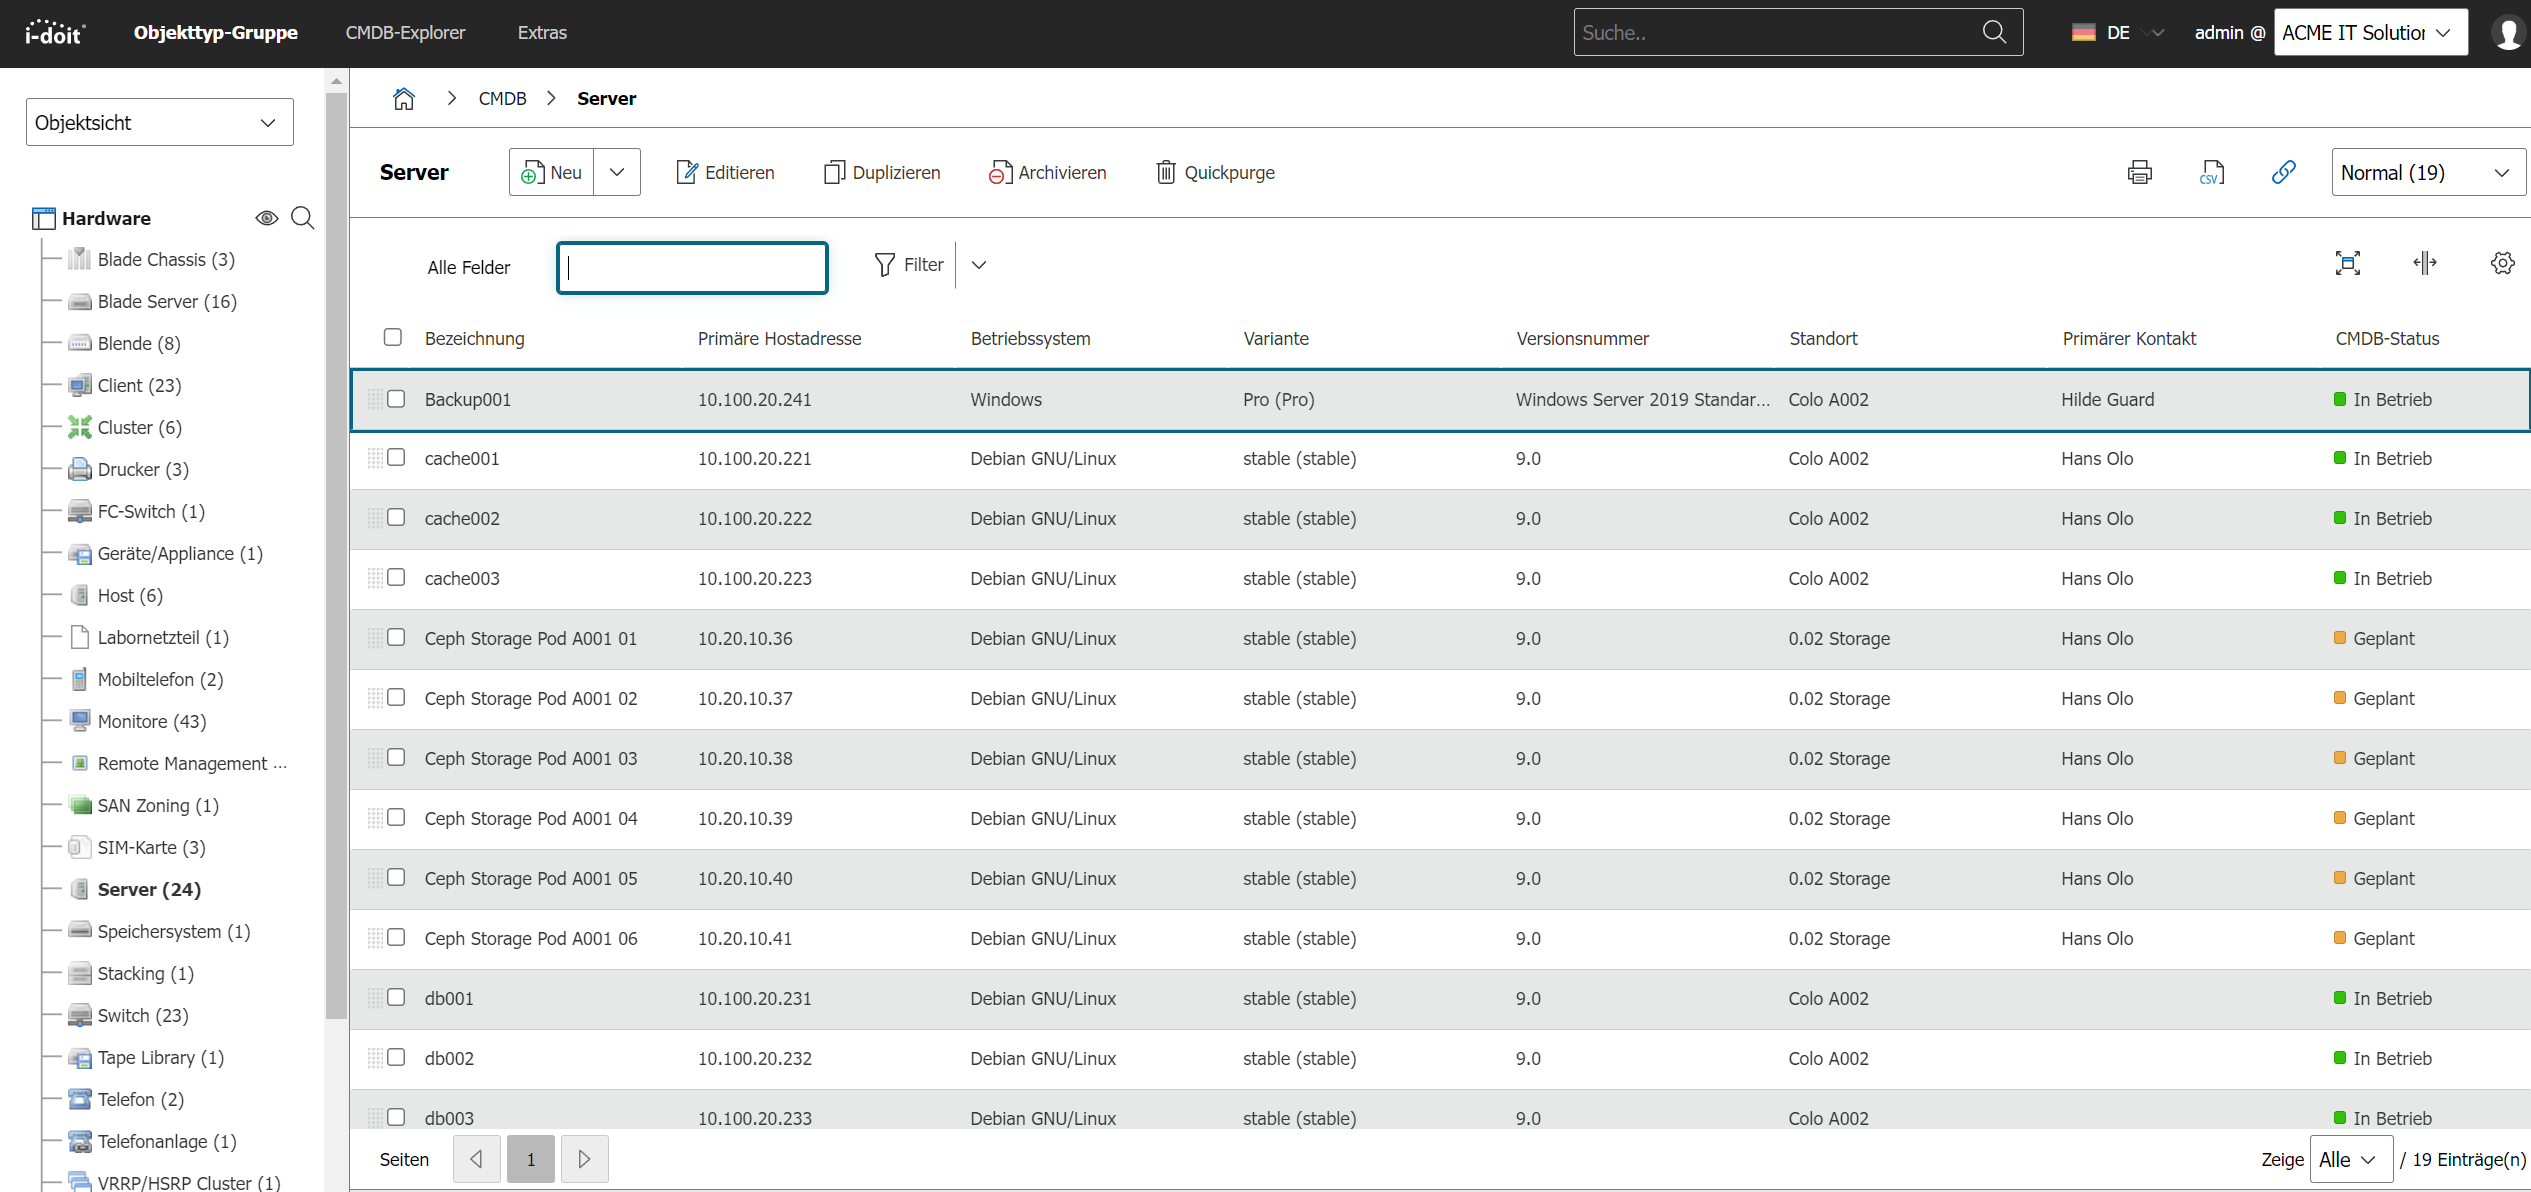 i-doit Objekttyp-Gruppe CMDB-Explorer Extras Suche.. DE admin @ ACME IT Solution
Objektsicht
Hardware
Blade Chassis (3)
Blade Server (16)
Blende (8)
Client (23)
Cluster (6)
Drucker (3)
FC-Switch (1)
Geräte/Appliance (1)
Host (6)
Labornetzteil (1)
Mobiltelefon (2)
Monitore (43)
Remote Management ...
SAN Zoning (1)
SIM-Karte (3)
Server (24)
Speichersystem (1)
Stacking (1)
Switch (23)
Tape Library (1)
Telefon (2)
Telefonanlage (1)
VRRP/HSRP Cluster (1)
CMDB Server
Server Neu Editieren Duplizieren Archivieren Quickpurge CSV Normal (19)
Alle Felder Filter
Bezeichnung Primäre Hostadresse Betriebssystem Variante Versionsnummer Standort Primärer Kontakt CMDB-Status
Backup001 10.100.20.241 Windows Pro (Pro) Windows Server 2019 Standar... Colo A002 Hilde Guard In Betrieb
cache001 10.100.20.221 Debian GNU/Linux stable (stable) 9.0 Colo A002 Hans Olo In Betrieb
cache002 10.100.20.222 Debian GNU/Linux stable (stable) 9.0 Colo A002 Hans Olo In Betrieb
cache003 10.100.20.223 Debian GNU/Linux stable (stable) 9.0 Colo A002 Hans Olo In Betrieb
Ceph Storage Pod A001 01 10.20.10.36 Debian GNU/Linux stable (stable) 9.0 0.02 Storage Hans Olo Geplant
Ceph Storage Pod A001 02 10.20.10.37 Debian GNU/Linux stable (stable) 9.0 0.02 Storage Hans Olo Geplant
Ceph Storage Pod A001 03 10.20.10.38 Debian GNU/Linux stable (stable) 9.0 0.02 Storage Hans Olo Geplant
Ceph Storage Pod A001 04 10.20.10.39 Debian GNU/Linux stable (stable) 9.0 0.02 Storage Hans Olo Geplant
Ceph Storage Pod A001 05 10.20.10.40 Debian GNU/Linux stable (stable) 9.0 0.02 Storage Hans Olo Geplant
Ceph Storage Pod A001 06 10.20.10.41 Debian GNU/Linux stable (stable) 9.0 0.02 Storage Hans Olo Geplant
db001 10.100.20.231 Debian GNU/Linux stable (stable) 9.0 Colo A002 In Betrieb
db002 10.100.20.232 Debian GNU/Linux stable (stable) 9.0 Colo A002 In Betrieb
db003 10.100.20.233 Debian GNU/Linux stable (stable) 9.0 Colo A002 In Betrieb
Seiten 1 Zeige Alle / 19 Einträge(n)